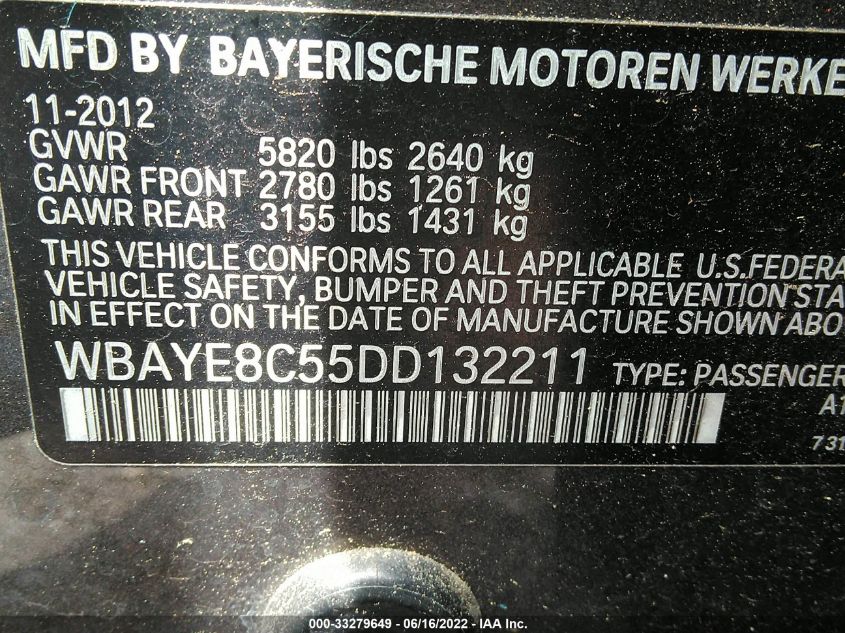 MFD BY BAYERISCHE MOTOREN WERKE
11-2012
GVWR 5820 lbs 2640 kg
GAWR FRONT 2780 lbs 1261 kg
GAWR REAR 3155 lbs 1431 kg
THIS VEHICLE CONFORMS TO ALL APPLICABLE U.S.FEDERA
VEHICLE SAFETY, BUMPER AND THEFT PREVENTION STA
IN EFFECT ON THE DATE OF MANUFACTURE SHOWN ABO
WBAYE8C55DD132211 TYPE: PASSENGER
A1
731
000-33279649 - 06/16/2022 - IAA Inc.